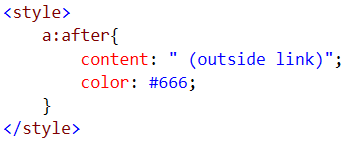 <style>
a:after{
content: " (outside link)";
color: #666;
}
</style>